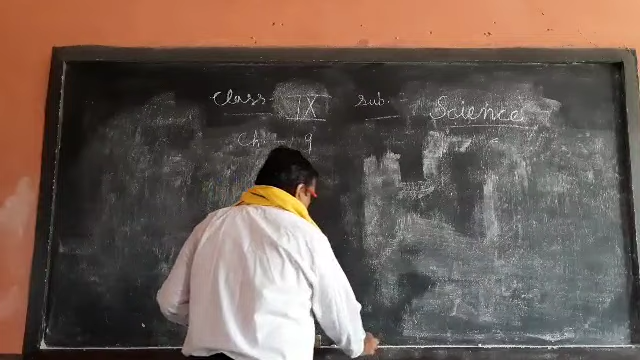 Class - IX Sub. - Science
Ch - 9